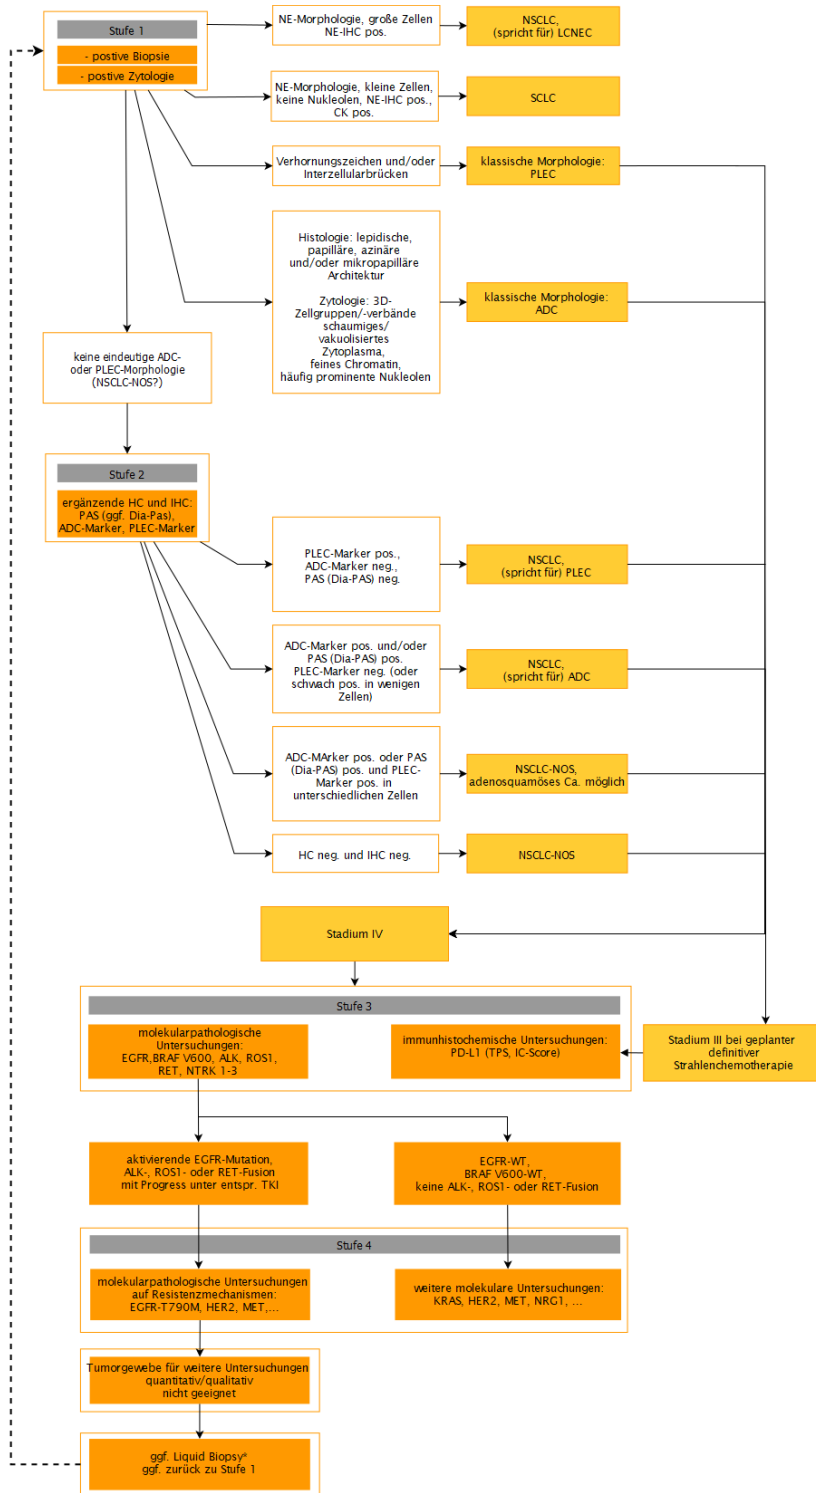 Stufe 1
- postive Biopsie
- postive Zytologie
NE-Morphologie, große Zellen
NE-IHC pos.
NSCLC,
(spricht für) LCNEC
NE-Morphologie, kleine Zellen,
keine Nukleolen, NE-IHC pos.,
CK pos.
SCLC
Verhornungszeichen und/oder
Interzellularbrücken
klassische Morphologie:
PLEC
Histologie: lepidische,
papilläre, azinäre
und/oder mikropapilläre
Architektur
Zytologie: 3D-
Zellgruppen/-verbände
schaumiges/
vakuolisiertes
Zytoplasma,
feines Chromatin,
häufig prominente Nukleolen
klassische Morphologie:
ADC
keine eindeutige ADC-
oder PLEC-Morphologie
(NSCLC-NOS?)
Stufe 2
ergänzende HC und IHC:
PAS (ggf. Dia-Pas),
ADC-Marker, PLEC-Marker
PLEC-Marker pos.,
ADC-Marker neg.,
PAS (Dia-PAS) neg.
NSCLC,
(spricht für) PLEC
ADC-Marker pos. und/oder
PAS (Dia-PAS) pos.
PLEC-Marker neg. (oder
schwach pos. in wenigen
Zellen)
NSCLC,
(spricht für) ADC
ADC-MArker pos. oder PAS
(Dia-PAS) pos. und PLEC-
Marker pos. in
unterschiedlichen Zellen
NSCLC-NOS,
adenosquamöses Ca. möglich
HC neg. und IHC neg.
NSCLC-NOS
Stadium IV
Stufe 3
molekularpathologische
Untersuchungen:
EGFR,BRAF V600, ALK, ROS1,
RET, NTRK 1-3
immunhistochemische Untersuchungen:
PD-L1 (TPS, IC-Score)
Stadium III bei geplanter
definitiver
Strahlenchemotherapie
aktivierende EGFR-Mutation,
ALK-, ROS1- oder RET-Fusion
mit Progress unter entspr. TKI
EGFR-WT,
BRAF V600-WT,
keine ALK-, ROS1- oder RET-Fusion
Stufe 4
molekularpathologische Untersuchungen
auf Resistenzmechanismen:
EGFR-T790M, HER2, MET,...
weitere molekulare Untersuchungen:
KRAS, HER2, MET, NRG1, ...
Tumorgewebe für weitere Untersuchungen
quantitativ/qualitativ
nicht geeignet
ggf. Liquid Biopsy*
ggf. zurück zu Stufe 1